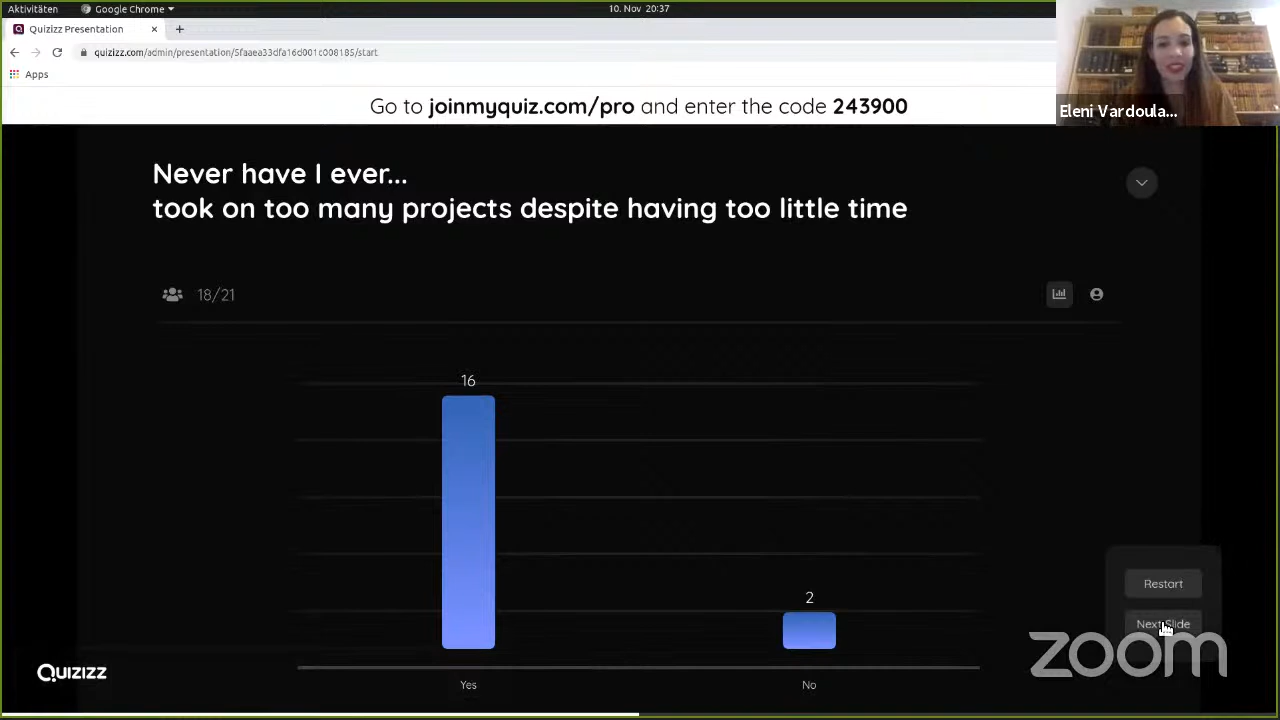 Aktivitäten
Google Chrome
10. Nov 20:37
Quizizz Presentation
quizizz.com/admin/presentation/5faaea33dfa16d001c008185/start
Apps
Go to joinmyquiz.com/pro and enter the code 243900
Eleni Vardoula...
Never have I ever...
took on too many projects despite having too little time
18/21
16
2
Restart
Next Slide
zoom
Quizizz
Yes
No